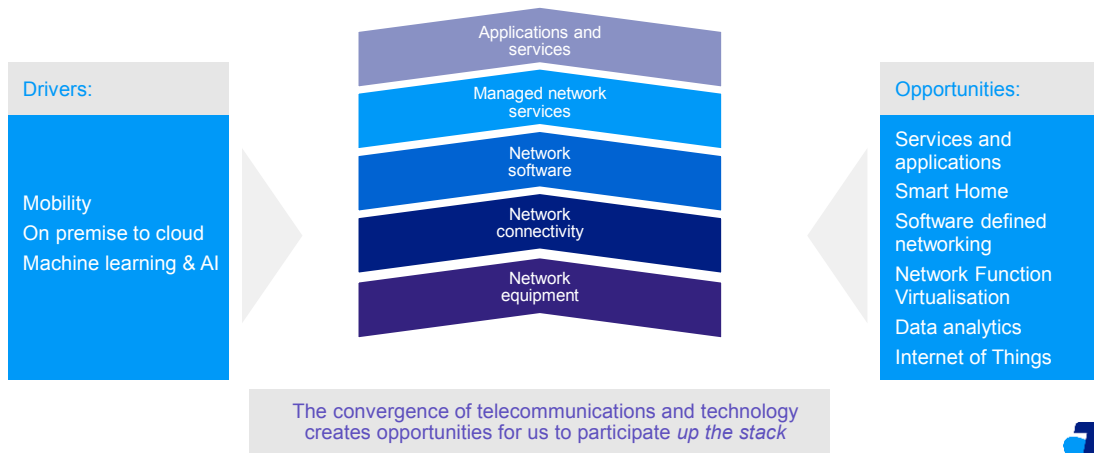 Drivers:
Mobility
On premise to cloud
Machine learning & AI
Applications and
services
Managed network
services
Network
software
Network
connectivity
Network
equipment
Opportunities:
Services and
applications
Smart Home
Software defined
networking
Network Function
Virtualisation
Data analytics
Internet of Things
The convergence of telecommunications and technology
creates opportunities for us to participate up the stack